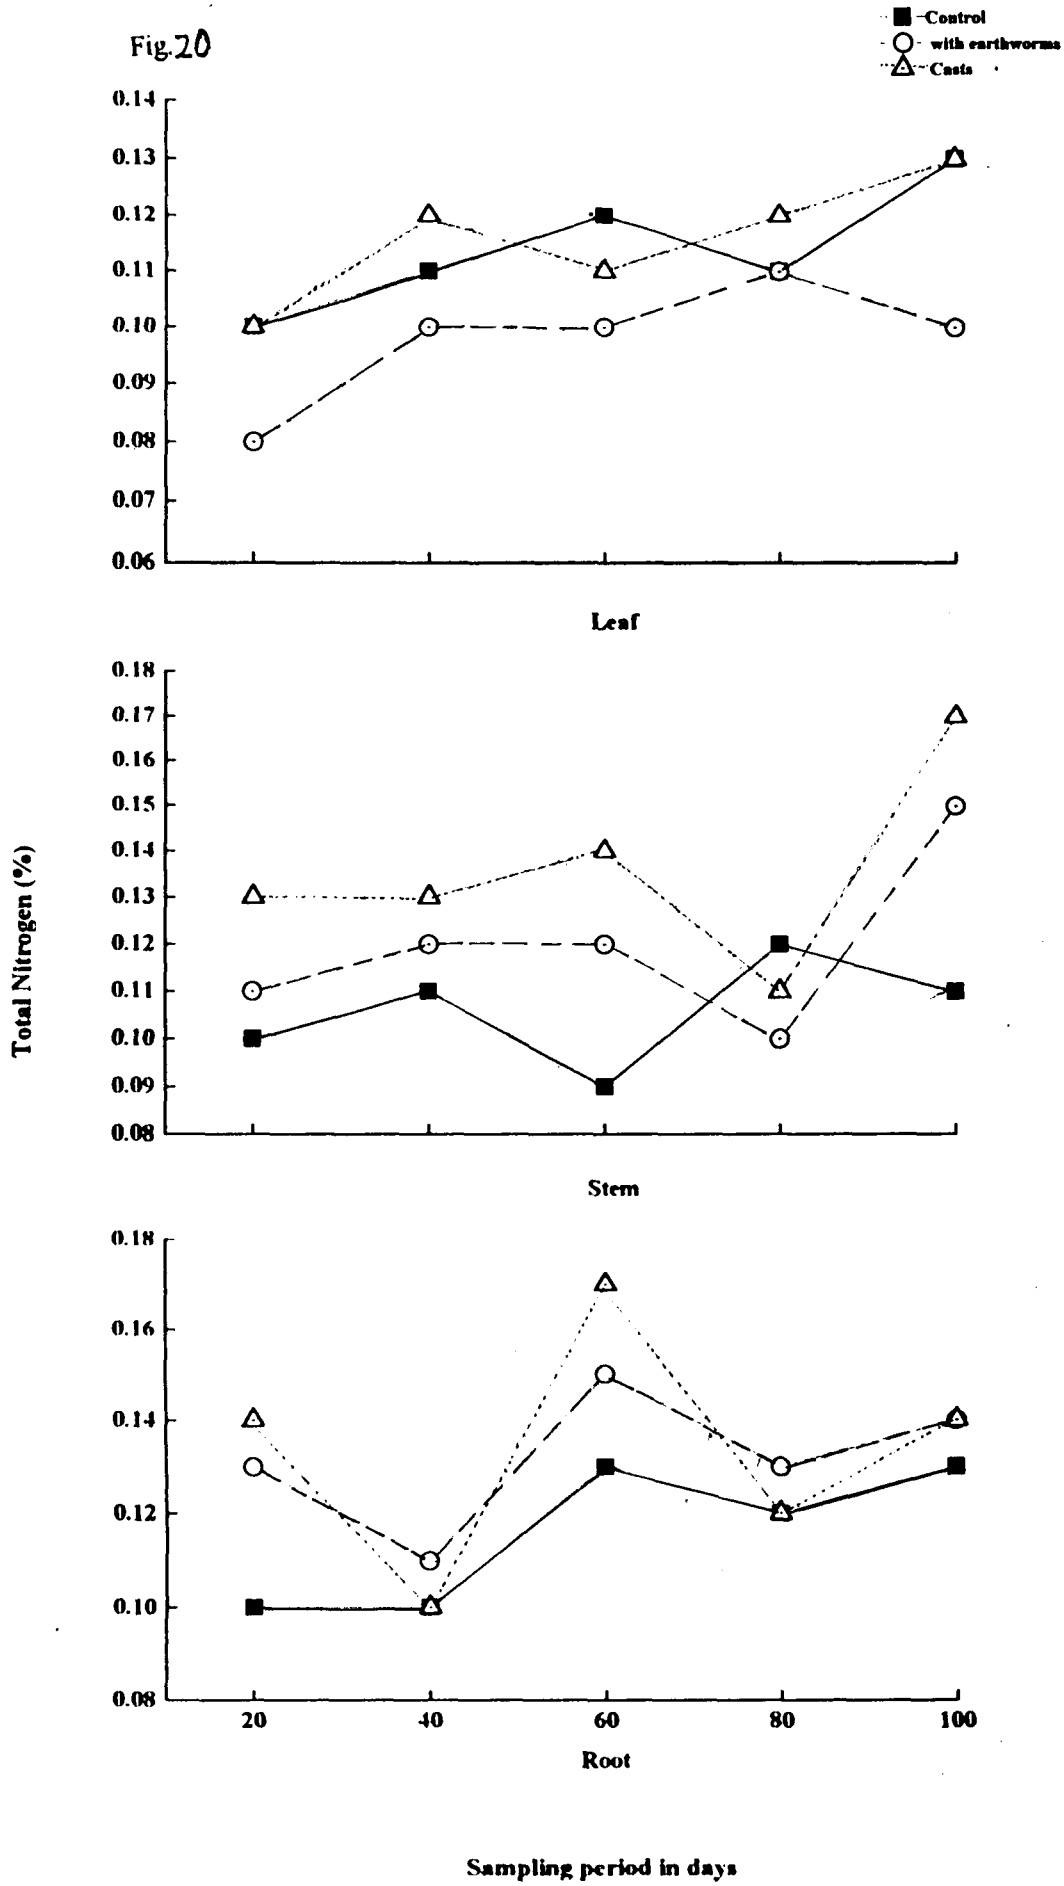 Fig.20
Control
with earthworms
Casts
0.14
0.13
0.12
0.11
0.10
0.09
0.08
0.07
0.06
Leaf
0.18
0.17
0.16
0.15
0.14
0.13
0.12
0.11
0.10
0.09
0.08
Stem
Total Nitrogen (%)
0.18
0.16
0.14
0.12
0.10
0.08
20 40 60 80 100
Root
Sampling period in days